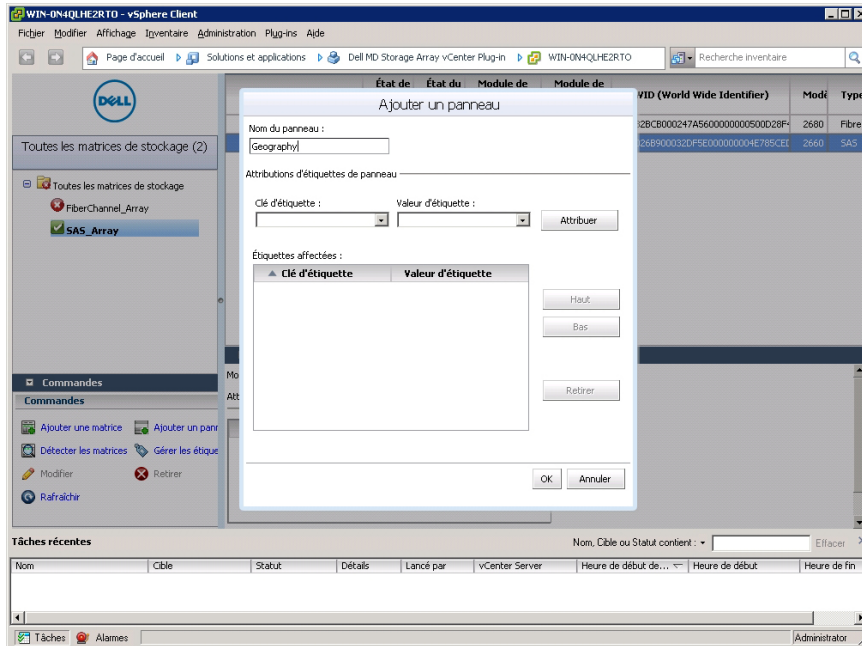 WIN-0N4QLHE2RTO - vSphere Client
Fichier Modifier Affichage Inventaire Administration Plug-ins Aide
Page d'accueil Solutions et applications Dell MD Storage Array vCenter Plug-in WIN-0N4QLHE2RTO Recherche inventaire
DELL
Toutes les matrices de stockage (2)
Toutes les matrices de stockage
FiberChannel_Array
SAS_Array
État de État du Module de Module de
WID (World Wide Identifier) Modè Type
2680 Fibre
2660 SAS
Ajouter un panneau
Nom du panneau :
Geography
Attributions d'étiquettes de panneau
Clé d'étiquette : Valeur d'étiquette :
Attribuer
Étiquettes affectées :
Clé d'étiquette Valeur d'étiquette
Haut
Bas
Retirer
OK Annuler
Mo
Att
Commandes
Commandes
Ajouter une matrice Ajouter un pann
Détecter les matrices Gérer les étique
Modifier Retirer
Rafraîchir
Tâches récentes
Nom, Cible ou Statut contient : Effacer
Nom Cible Statut Détails Lancé par vCenter Server Heure de début de... Heure de début Heure de fin
Tâches Alarmes Administrator